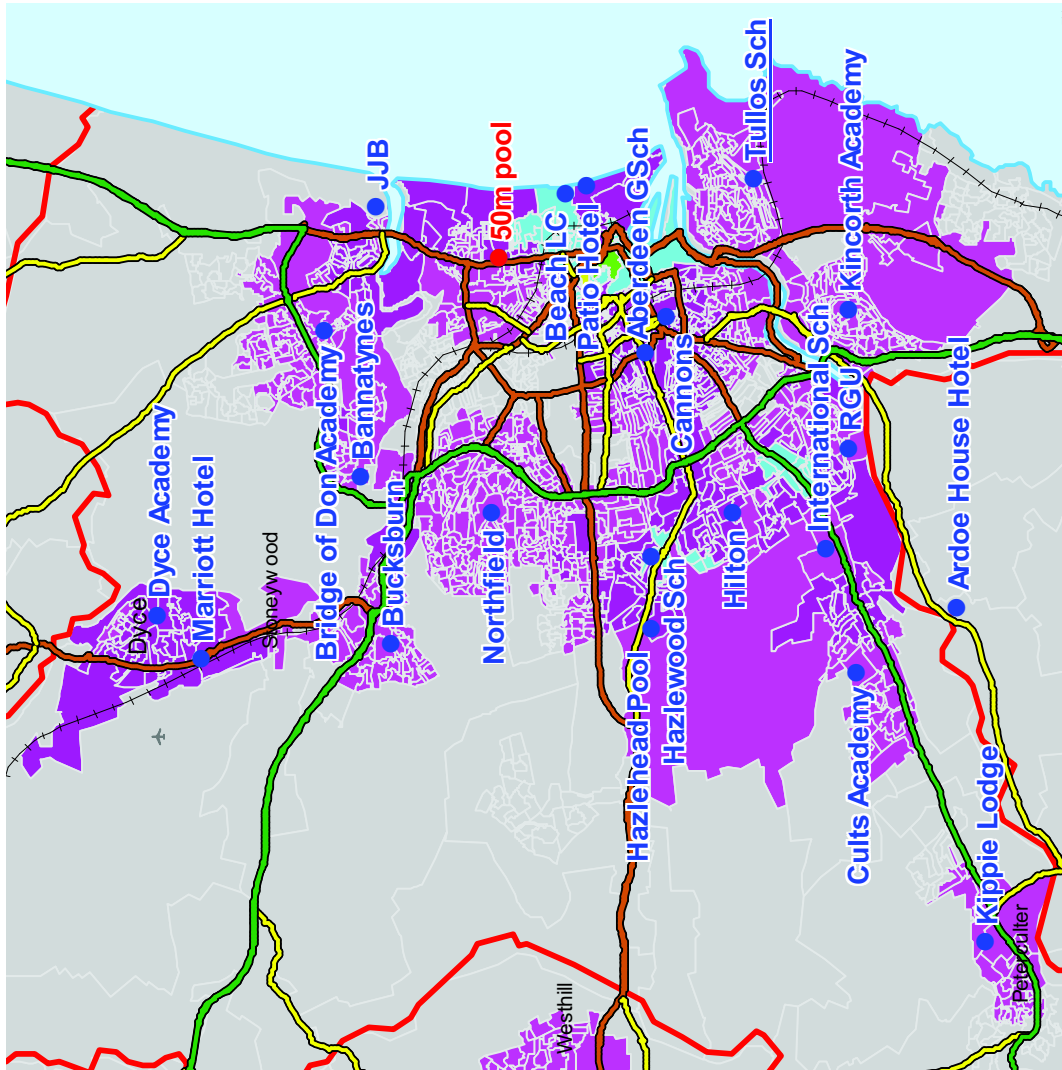 JJB
50m pool
Tullos Sch
Kincorth Academy
Beach LC
Patio Hotel
Aberdeen GSch
Bridge of Don Academy
Bannatynes
Cannons
International Sch
RGU
Dyce Academy
Marriott Hotel
Dyce
Stoneywood
Bucksburn
Northfield
Hilton
Ardoe House Hotel
Hazlehead Pool
Hazlewood Sch
Cults Academy
Kippie Lodge
Peterculter
Westhill